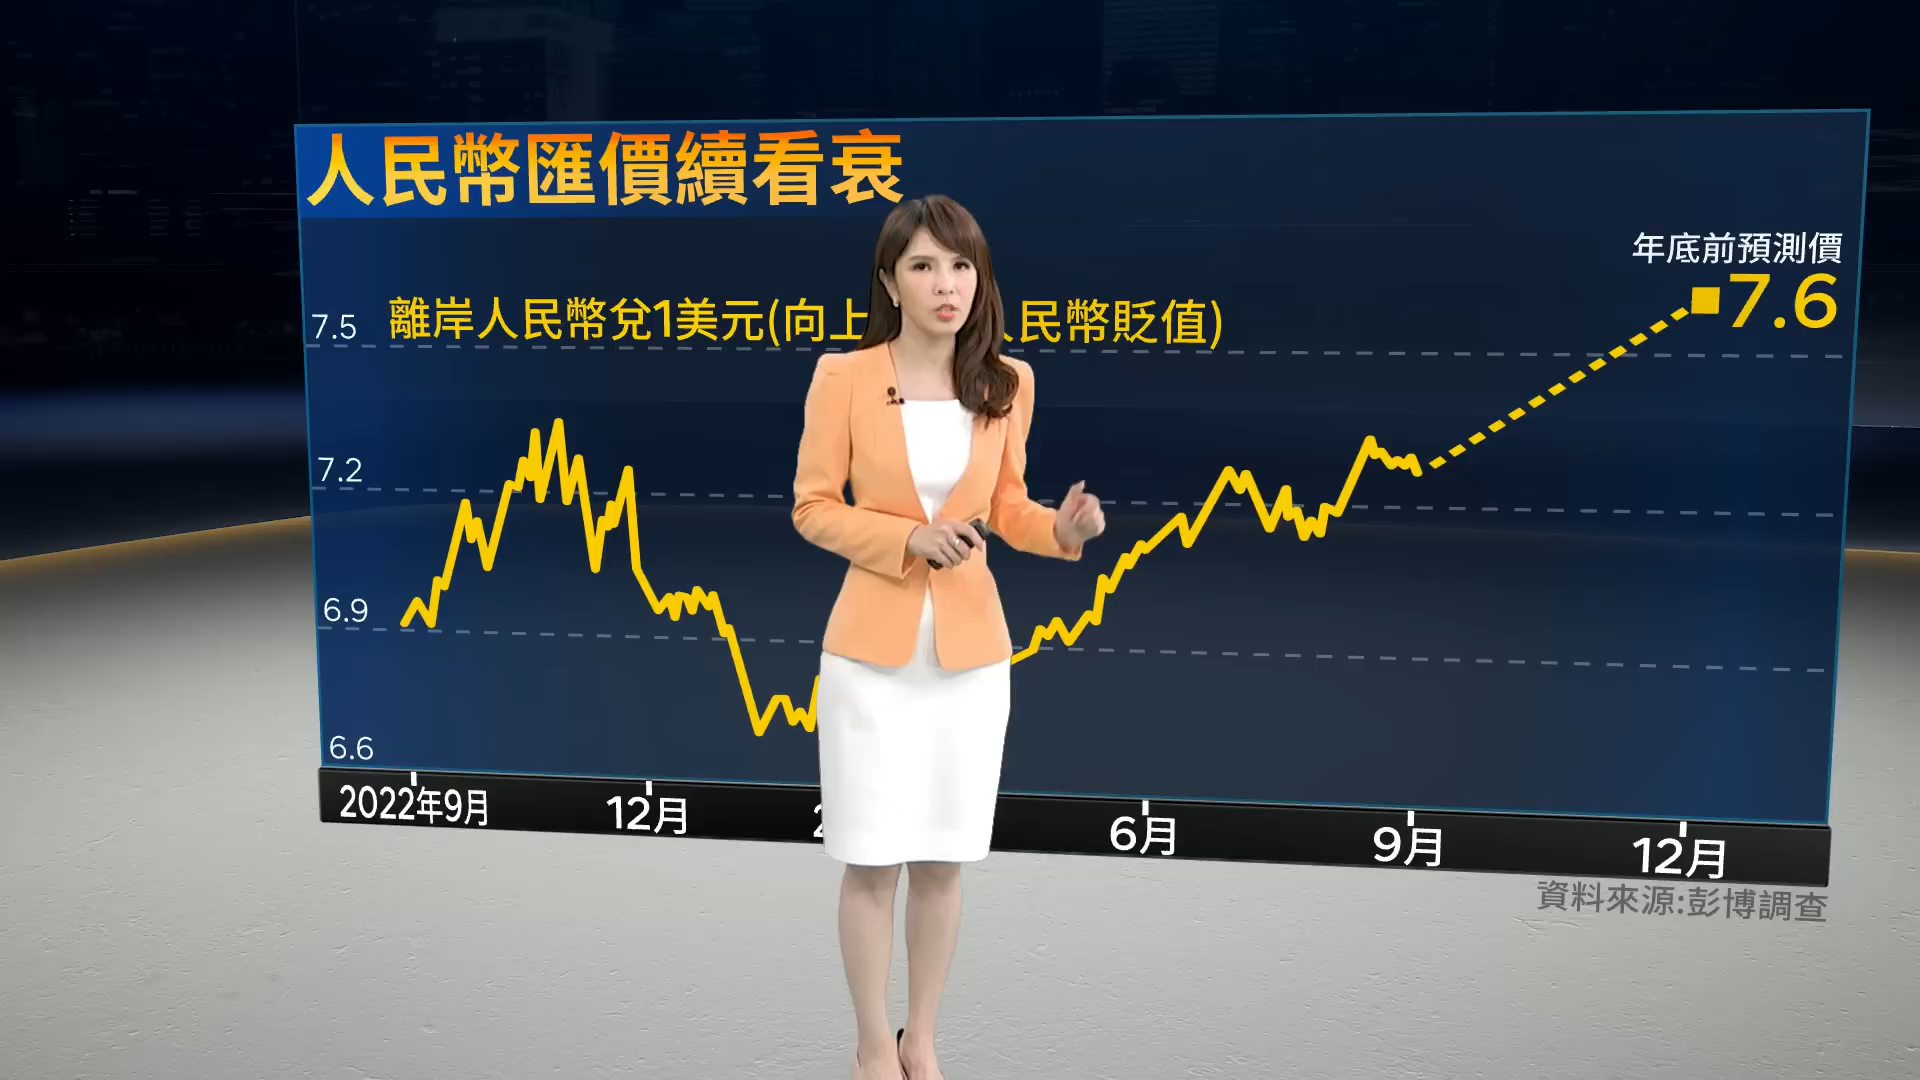 人民幣匯價續看衰
年底前預測價
7.6
離岸人民幣兌1美元(向上 人民幣貶值)
7.5
7.2
6.9
6.6
2022年9月 12月 2 6月 9月 12月
資料來源:彭博調查